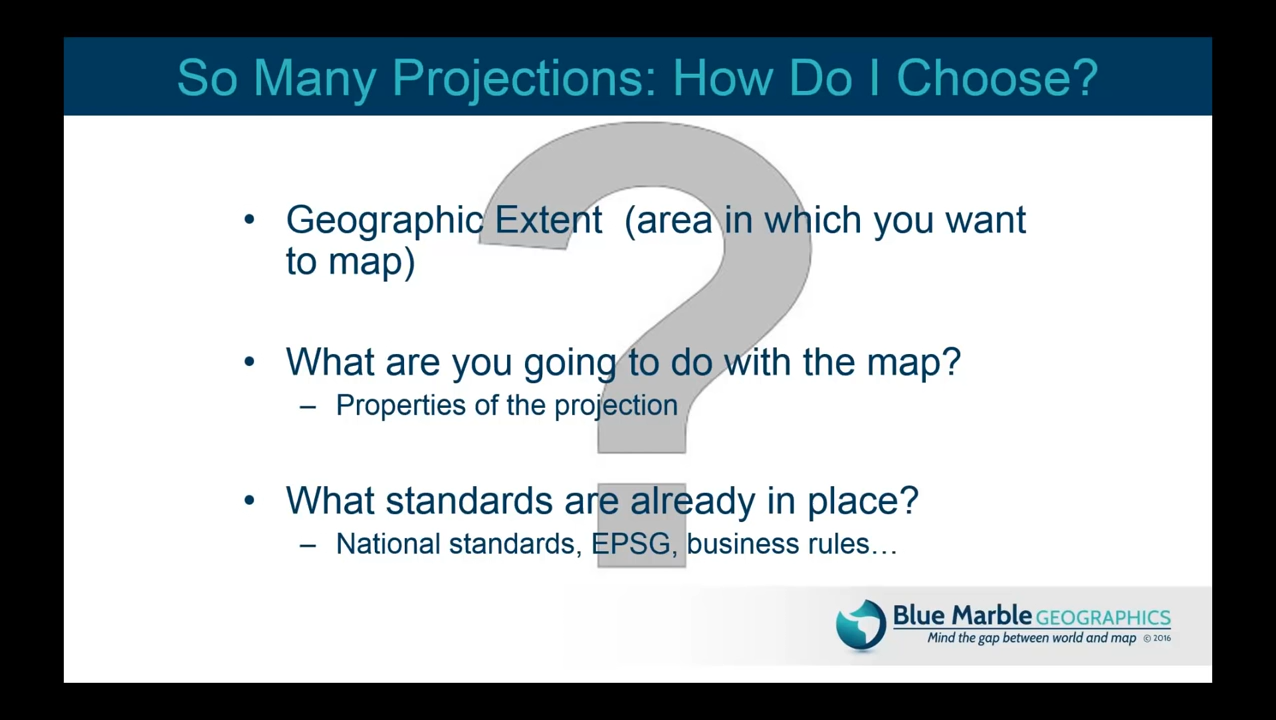 So Many Projections: How Do I Choose?
• Geographic Extent (area in which you want
to map)
• What are you going to do with the map?
– Properties of the projection
• What standards are already in place?
– National standards, EPSG, business rules…
Blue Marble GEOGRAPHICS
Mind the gap between world and map © 2016